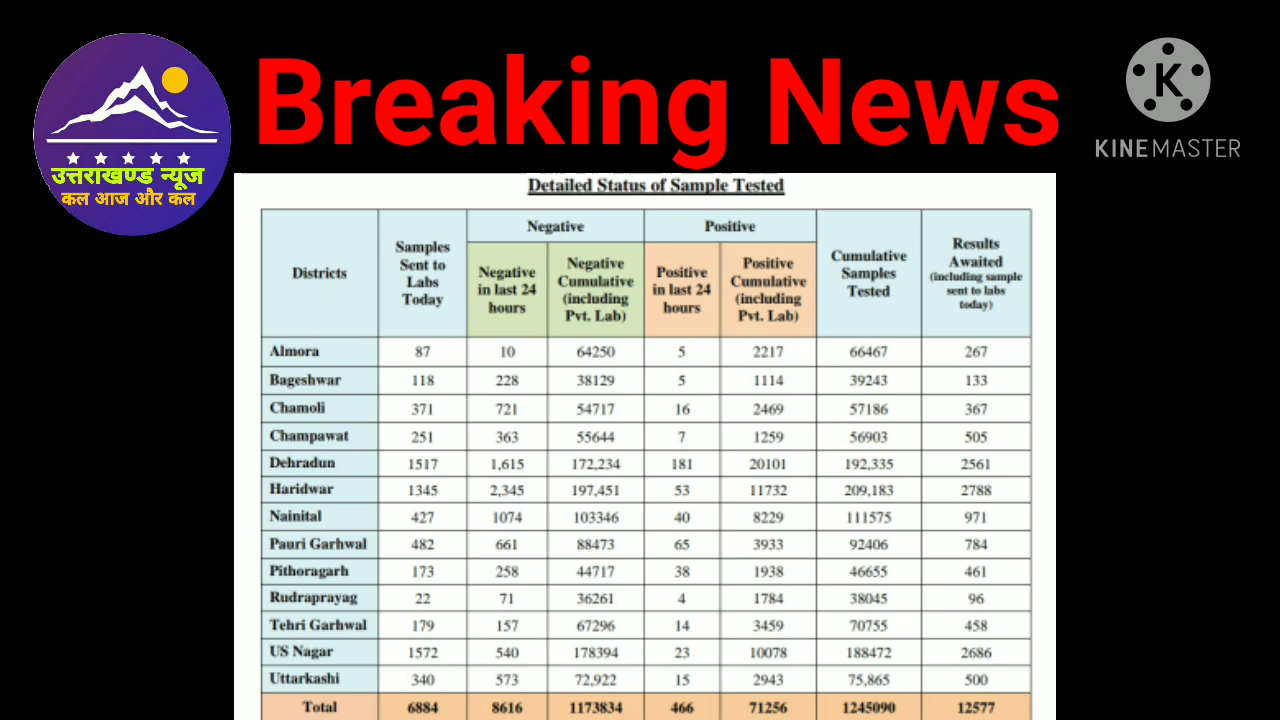 Breaking News
उत्तराखण्ड न्यूज
कल आज और कल
K
KINEMASTER
Detailed Status of Sample Tested
Districts Samples Sent to Labs Today Negative Positive Cumulative Samples Tested Results Awaited (including sample sent to labs today)
Negative in last 24 hours Negative Cumulative (including Pvt. Lab) Positive in last 24 hours Positive Cumulative (including Pvt. Lab)
Almora 87 10 64250 5 2217 66467 267
Bageshwar 118 228 38129 5 1114 39243 133
Chamoli 371 721 54717 16 2469 57186 367
Champawat 251 363 55644 7 1259 56903 505
Dehradun 1517 1,615 172,234 181 20101 192,335 2561
Haridwar 1345 2,345 197,451 53 11732 209,183 2788
Nainital 427 1074 103346 40 8229 111575 971
Pauri Garhwal 482 661 88473 65 3933 92406 784
Pithoragarh 173 258 44717 38 1938 46655 461
Rudraprayag 22 71 36261 4 1784 38045 96
Tehri Garhwal 179 157 67296 14 3459 70755 458
US Nagar 1572 540 178394 23 10078 188472 2686
Uttarkashi 340 573 72,922 15 2943 75,865 500
Total 6884 8616 1173834 466 71256 1245090 12577